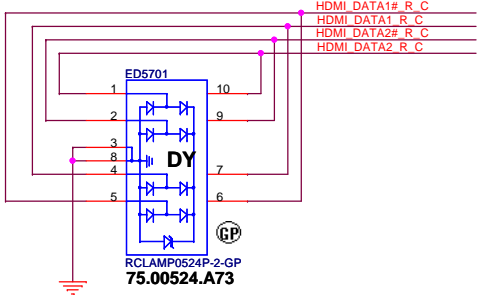 HDMI_DATA1#_R_C
HDMI_DATA1_R_C
HDMI_DATA2#_R_C
HDMI_DATA2_R_C
ED5701
1 10
2 9
3
8 DY
4 7
5 6
GP
RCLAMP0524P-2-GP
75.00524.A73